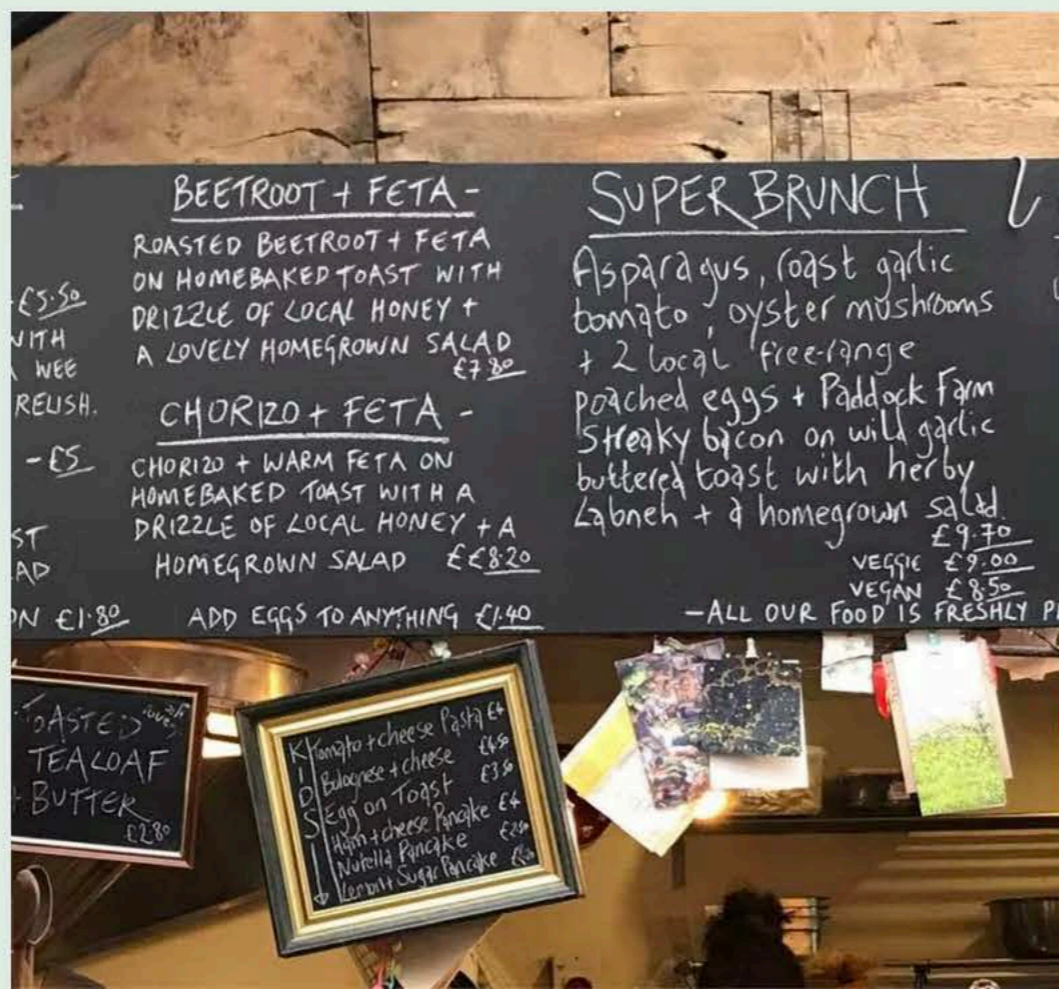 £5.50
WITH
WEE
RELISH.
- £5
ST
AD
ON £1.80
BEETROOT + FETA -
ROASTED BEETROOT + FETA
ON HOMEBAKED TOAST WITH
DRIZZLE OF LOCAL HONEY +
A LOVELY HOMEGROWN SALAD
£7.80
CHORIZO + FETA -
CHORIZO + WARM FETA ON
HOMEBAKED TOAST WITH A
DRIZZLE OF LOCAL HONEY + A
HOMEGROWN SALAD ££8.20
ADD EGGS TO ANYTHING £1.40
SUPER BRUNCH
Asparagus, roast garlic
tomato, oyster mushrooms
+ 2 local free-range
poached eggs + Paddock Farm
Streaky bacon on wild garlic
buttered toast with herby
Labneh + a homegrown salad.
£9.70
VEGGIE £9.00
VEGAN £8.50
- ALL OUR FOOD IS FRESHLY P
TOASTED
TEALOAF
+ BUTTER
£2.80
KIDS
Tomato + cheese Pasta £4
Bolognese + cheese £4.50
Egg on Toast £3.50
Ham + cheese Pancake £4
Nutella Pancake
Lemon + Sugar Pancake